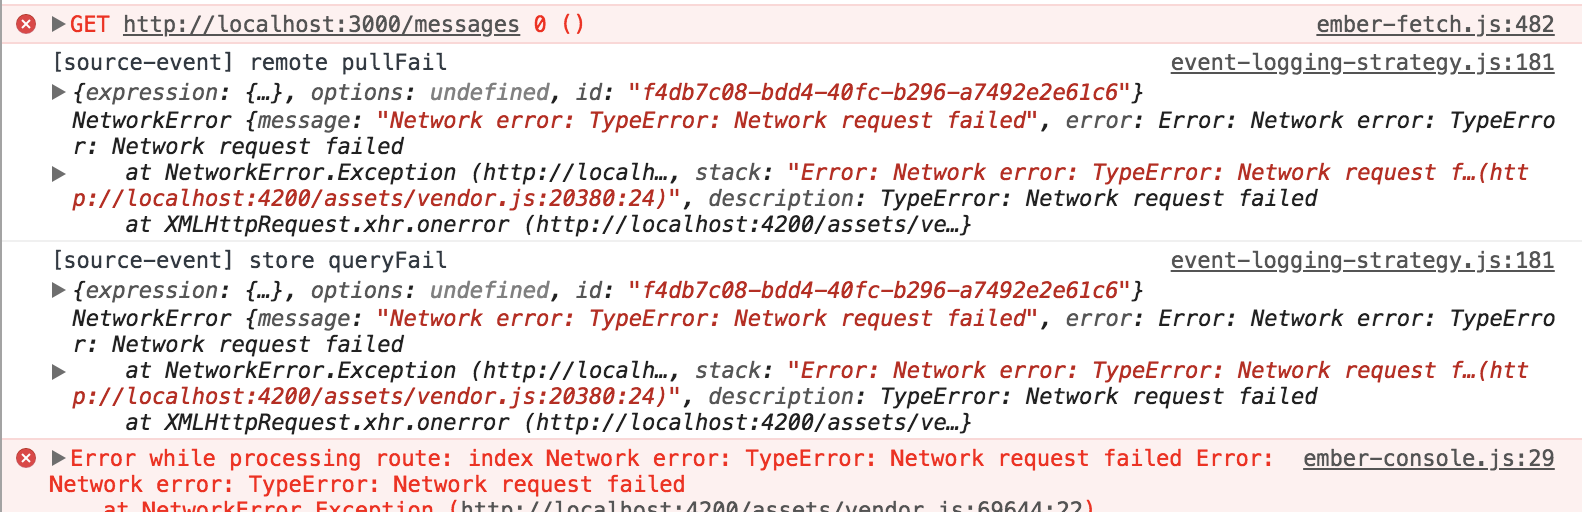 GET http://localhost:3000/messages 0 () ember-fetch.js:482
[source-event] remote pullFail event-logging-strategy.js:181
{expression: {…}, options: undefined, id: "f4db7c08-bdd4-40fc-b296-a7492e2e61c6"}
NetworkError {message: "Network error: TypeError: Network request failed", error: Error: Network error: TypeErro
r: Network request failed
at NetworkError.Exception (http://localh…, stack: "Error: Network error: TypeError: Network request f…(htt
p://localhost:4200/assets/vendor.js:20380:24)", description: TypeError: Network request failed
at XMLHttpRequest.xhr.onerror (http://localhost:4200/assets/ve…}
[source-event] store queryFail event-logging-strategy.js:181
{expression: {…}, options: undefined, id: "f4db7c08-bdd4-40fc-b296-a7492e2e61c6"}
NetworkError {message: "Network error: TypeError: Network request failed", error: Error: Network error: TypeErro
r: Network request failed
at NetworkError.Exception (http://localh…, stack: "Error: Network error: TypeError: Network request f…(htt
p://localhost:4200/assets/vendor.js:20380:24)", description: TypeError: Network request failed
at XMLHttpRequest.xhr.onerror (http://localhost:4200/assets/ve…}
Error while processing route: index Network error: TypeError: Network request failed Error: ember-console.js:29
Network error: TypeError: Network request failed
at NetworkError.Exception (http://localhost:4200/assets/vendor.js:69644:22)